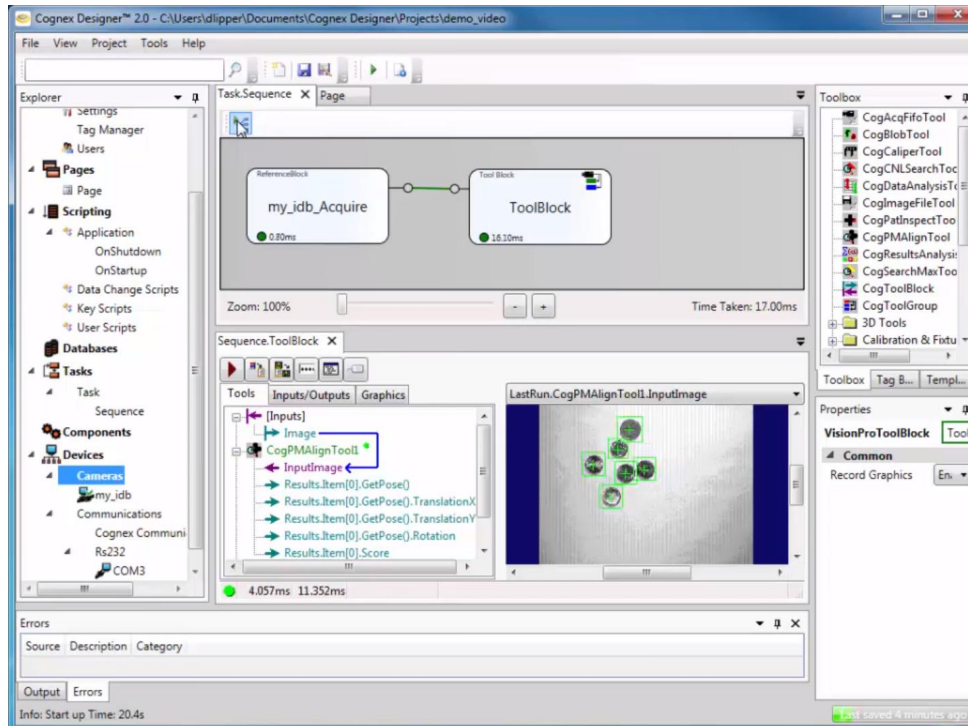 Cognex Designer™ 2.0 - C:\Users\dlipper\Documents\Cognex Designer\Projects\demo_video
File View Project Tools Help
Explorer
Settings
Tag Manager
Users
Pages
Page
Scripting
Application
OnShutdown
OnStartup
Data Change Scripts
Key Scripts
User Scripts
Databases
Tasks
Task
Sequence
Components
Devices
Cameras
my_idb
Communications
Cognex Communi
Rs232
COM3
Task.Sequence Page
ReferenceBlock
my_idb_Acquire
0.80ms
Tool Block
ToolBlock
16.10ms
Zoom: 100%
- +
Time Taken: 17.00ms
Sequence.ToolBlock
Tools Inputs/Outputs Graphics
[Inputs]
Image
CogPMAlignTool1
InputImage
Results.Item[0].GetPose()
Results.Item[0].GetPose().TranslationX
Results.Item[0].GetPose().TranslationY
Results.Item[0].GetPose().Rotation
Results.Item[0].Score
LastRun.CogPMAlignTool1.InputImage
4.057ms 11.352ms
Toolbox
CogAcqFifoTool
CogBlobTool
CogCaliperTool
CogCNLSearchToo
CogDataAnalysisTo
CogImageFileTool
CogPatInspectToo
CogPMAlignTool
CogResultsAnalysis
CogSearchMaxToo
CogToolBlock
CogToolGroup
3D Tools
Calibration & Fixtu
Toolbox Tag B... Templ...
Properties
VisionProToolBlock Tool
Common
Record Graphics En
Errors
Source Description Category
Output Errors
Info: Start up Time: 20.4s
Last saved 4 minutes ago